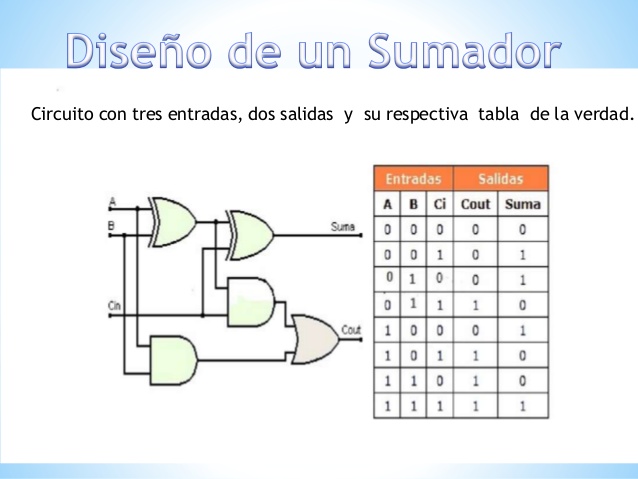 Diseño de un Sumador
Circuito con tres entradas, dos salidas y su respectiva tabla de la verdad.
A
B
Suma
Cin
Cout
Entradas Salidas
A B Ci Cout Suma
0 0 0 0 0
0 0 1 0 1
0 1 0 0 1
0 1 1 1 0
1 0 0 0 1
1 0 1 1 0
1 1 0 1 0
1 1 1 1 1